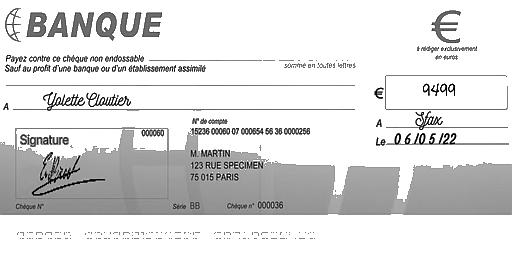 BANQUE
€
à rédiger exclusivement
en euros
Payez contre ce chèque non endossable
Sauf au profit d'une banque ou d'un établissement assimilé
somme en toutes lettres
€ 9499
A Yolette Cloutier
A Sfax
Le 06/05/22
N° de compte
15236 00060 07 000654 56 36 0000256
Signature
000060
M. MARTIN
123 RUE SPECIMEN
75 015 PARIS
Chèque N°
Série BB
Chèque n° 000036